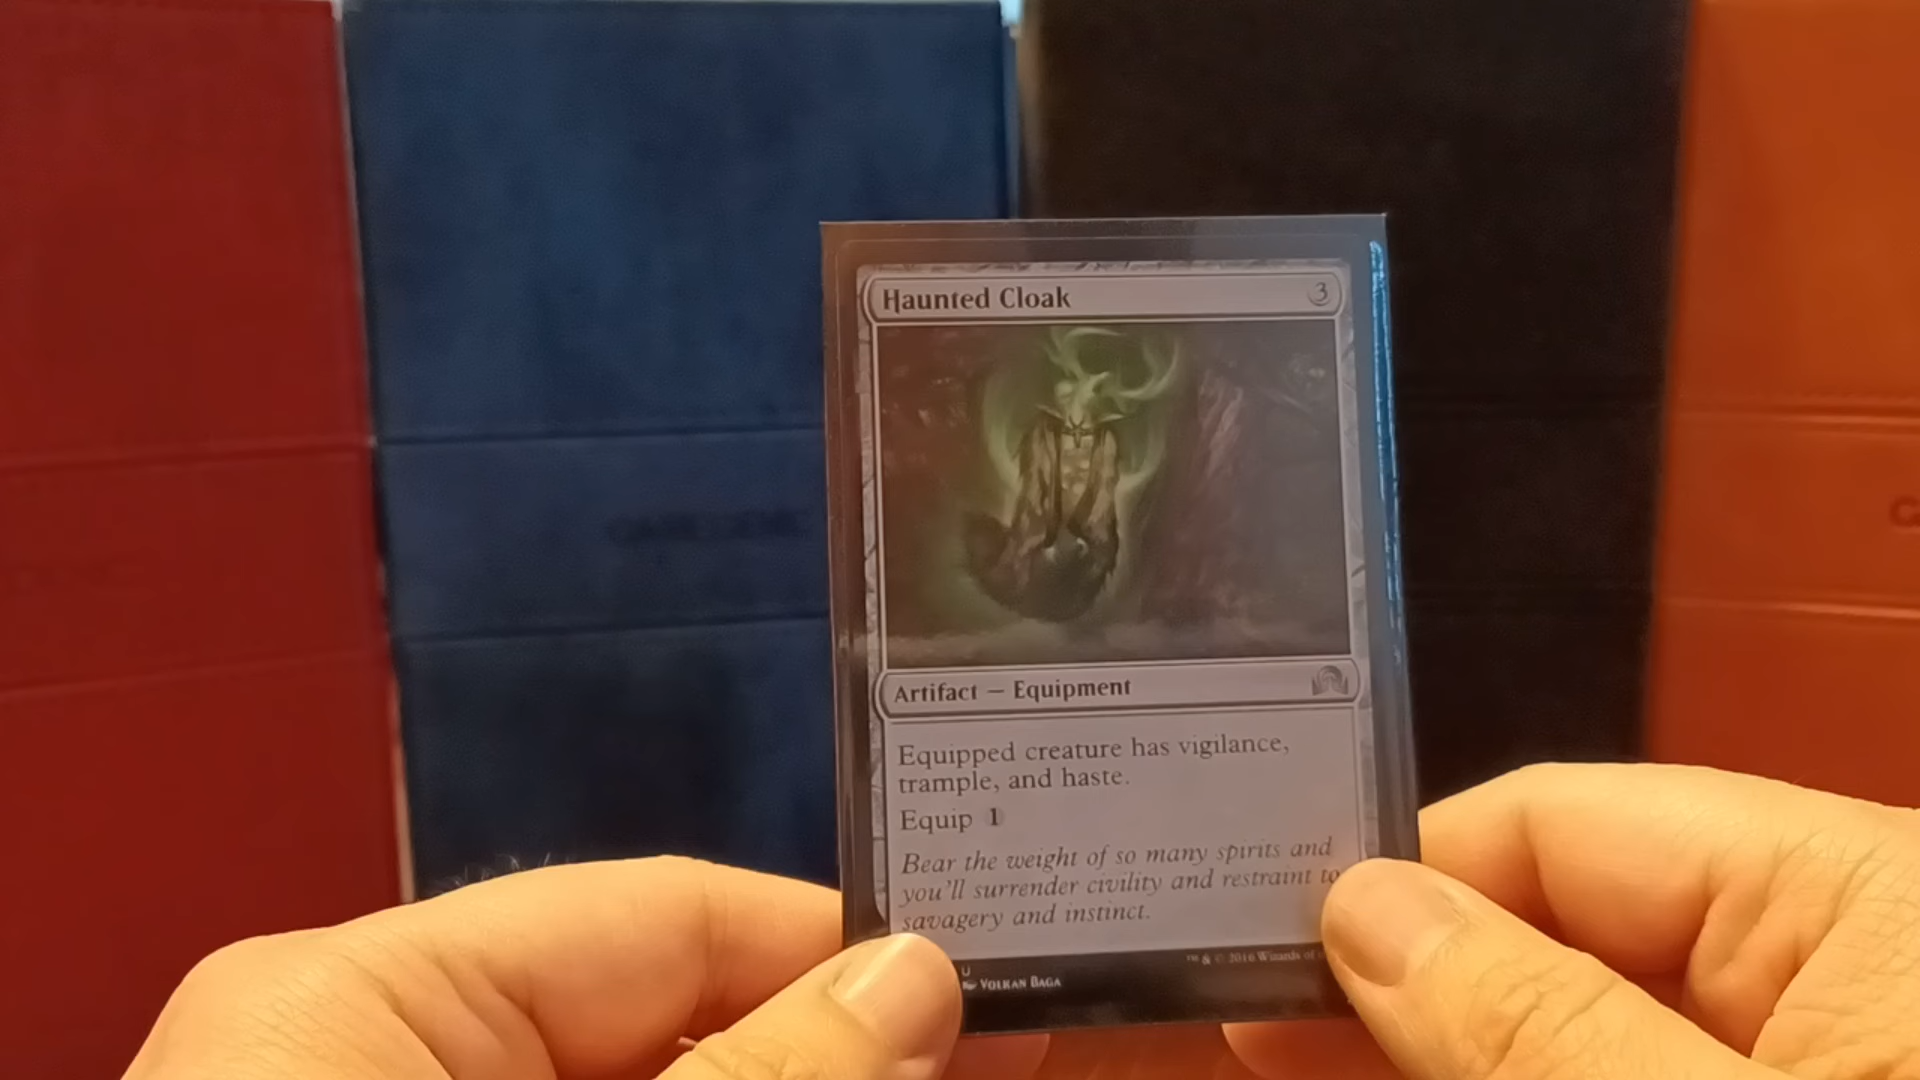 Haunted Cloak 3
Artifact — Equipment
Equipped creature has vigilance,
trample, and haste.
Equip 1
Bear the weight of so many spirits and
you'll surrender civility and restraint to
savagery and instinct.
U
™ & © 2016 Wizards of
VOLKAN BAGA